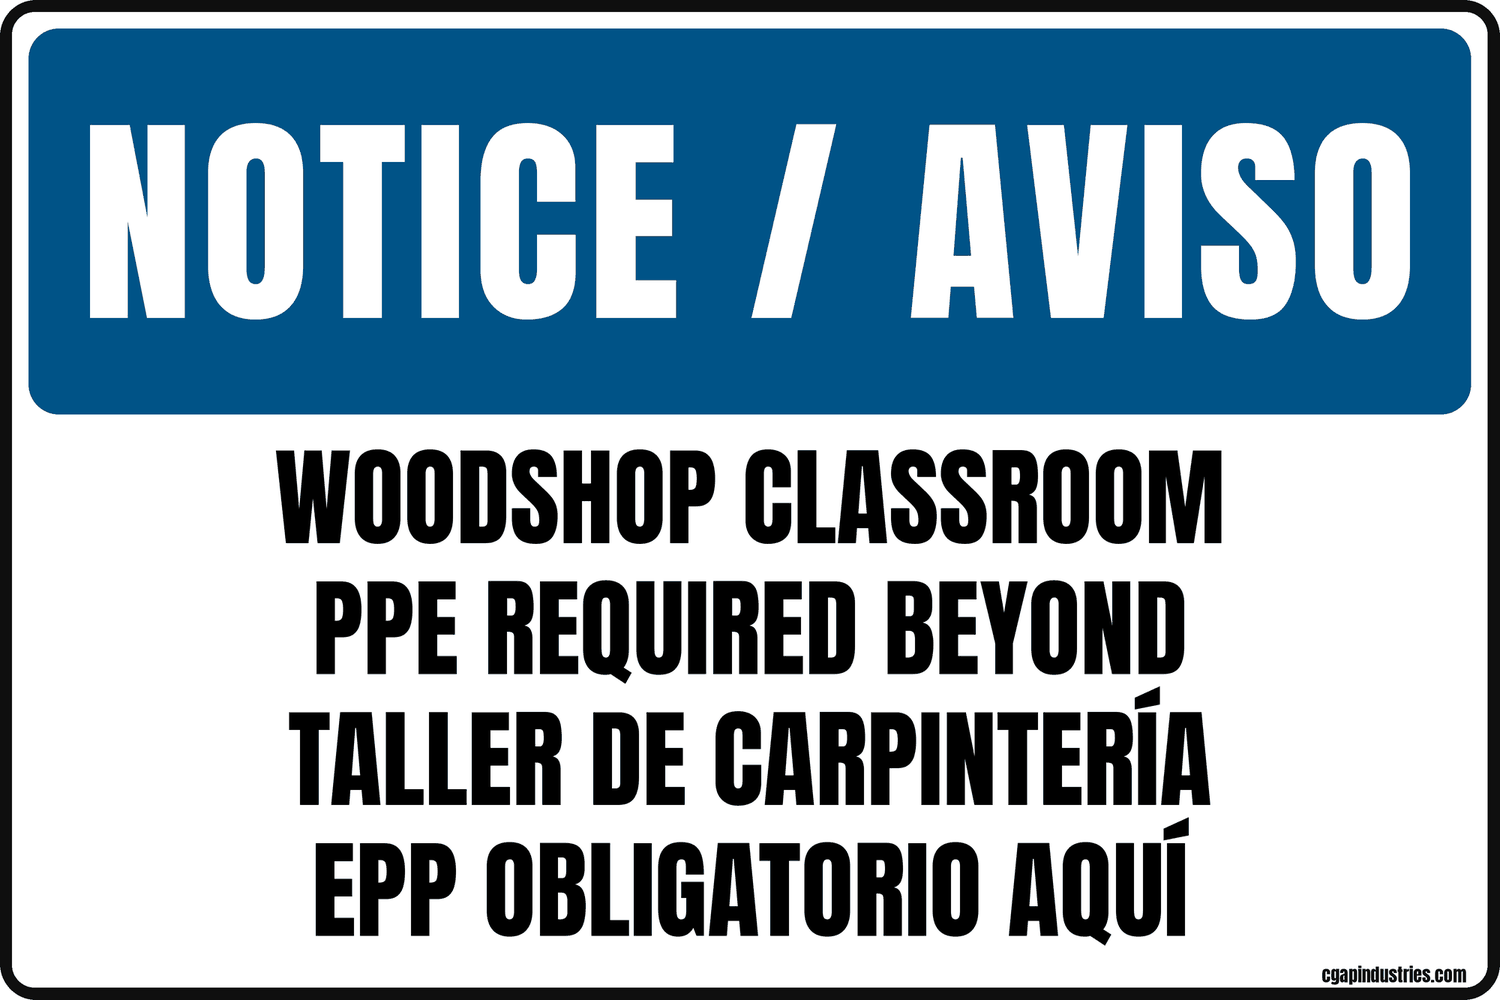 NOTICE / AVISO
WOODSHOP CLASSROOM
PPE REQUIRED BEYOND
TALLER DE CARPINTERÍA
EPP OBLIGATORIO AQUÍ
cgapindustries.com